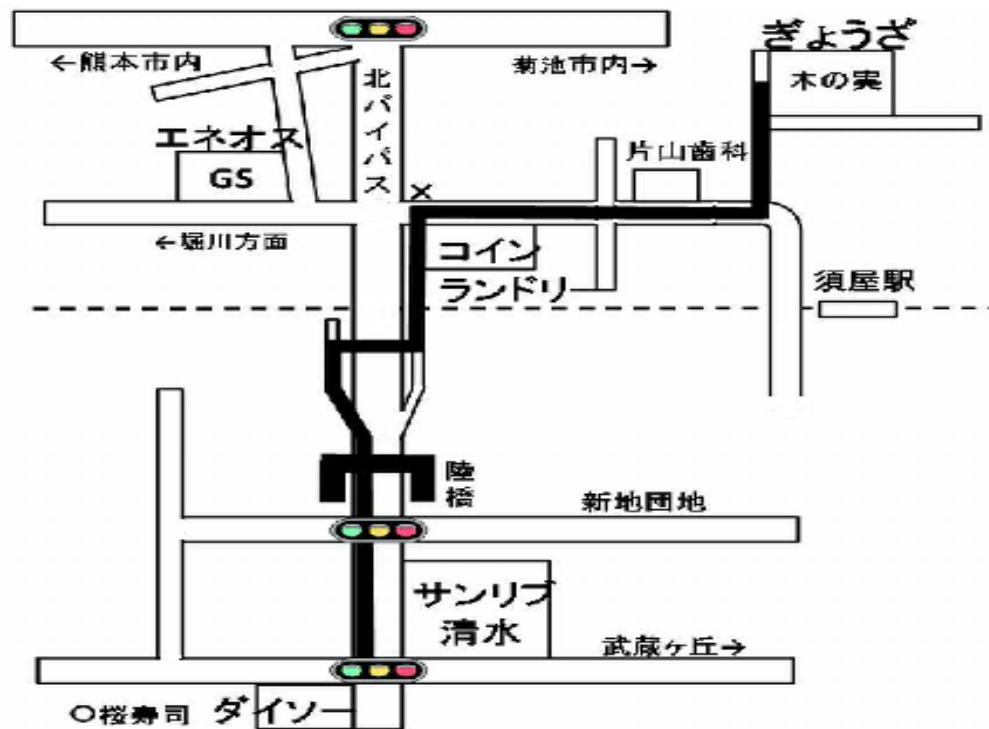 ぎょうざ
木の実
←熊本市内
菊池市内→
北バイパス
エネオス
GS
片山歯科
×
←堀川方面
コイン
ランドリー
須屋駅
陸橋
新地団地
サンリブ
清水
武蔵ヶ丘→
○桜寿司
ダイソー